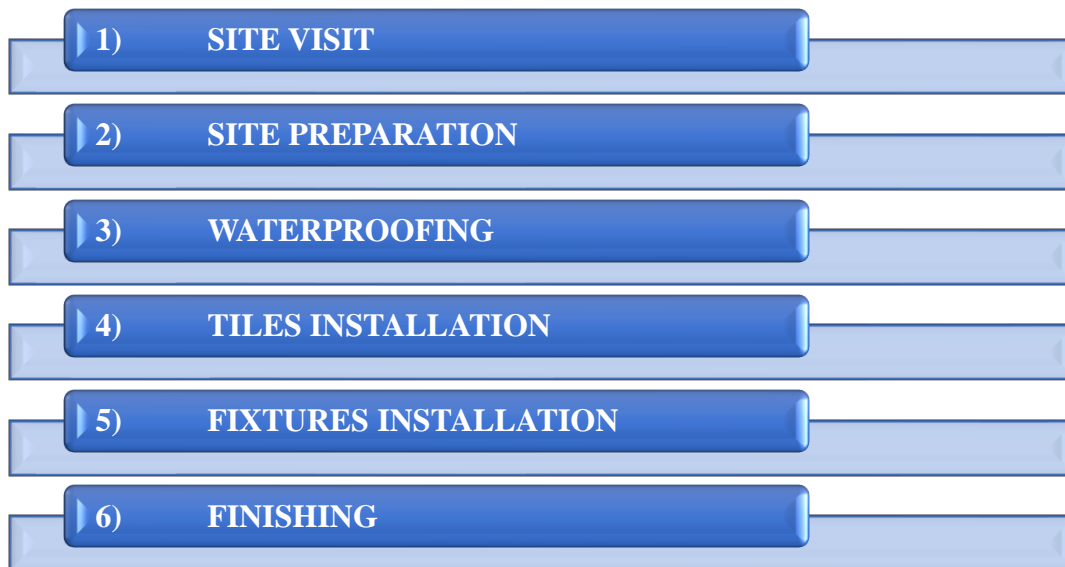 1) SITE VISIT
2) SITE PREPARATION
3) WATERPROOFING
4) TILES INSTALLATION
5) FIXTURES INSTALLATION
6) FINISHING